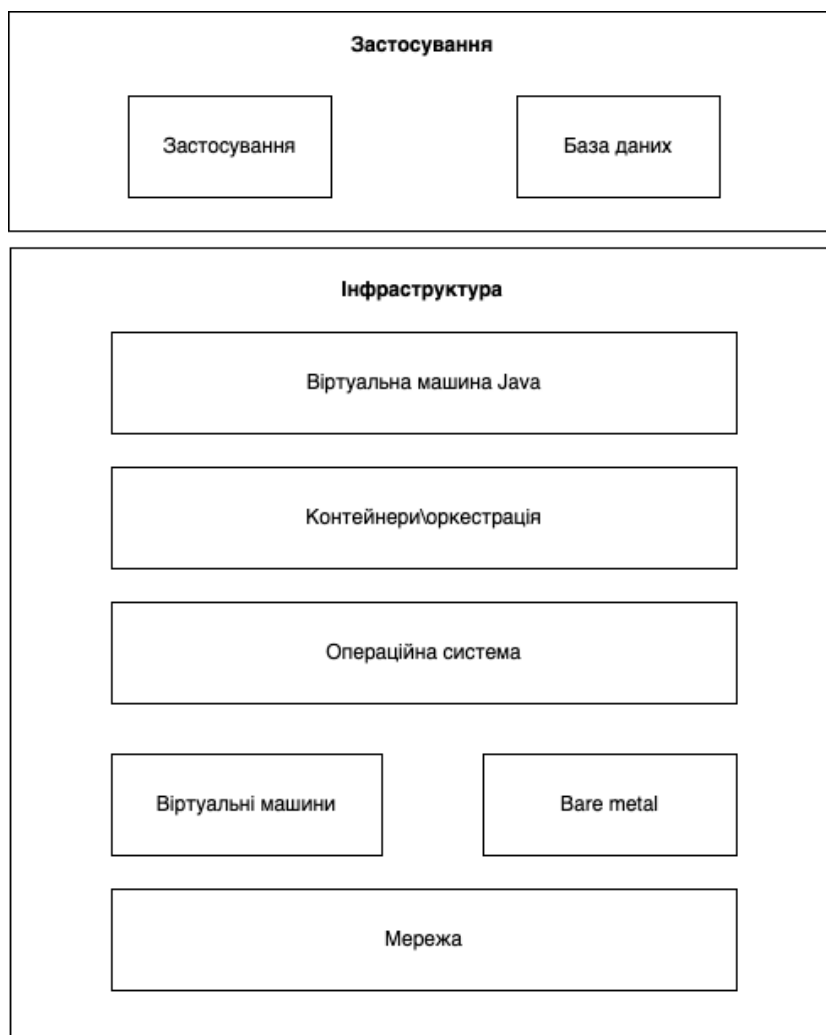 Застосування
Застосування
База даних
Інфраструктура
Віртуальна машина Java
Контейнери\оркестрація
Операційна система
Віртуальні машини
Bare metal
Мережа